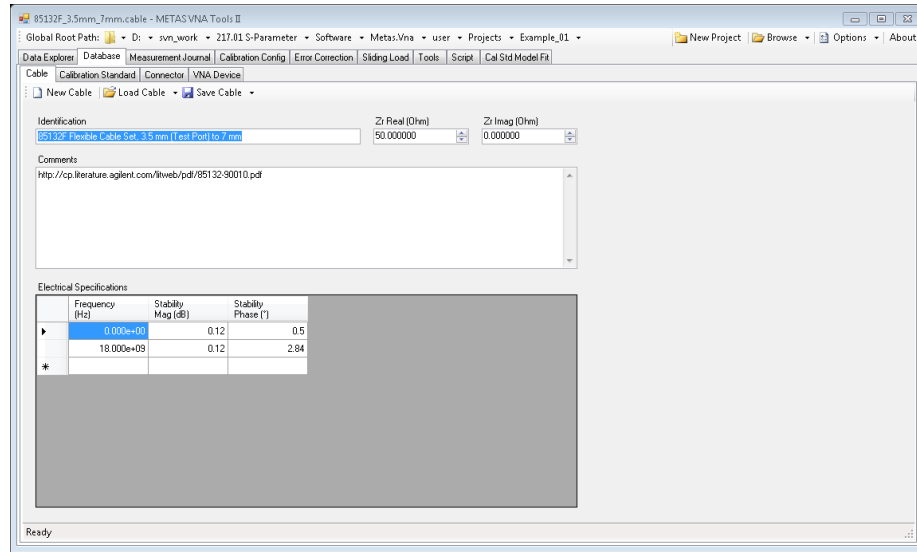 85132F_3.5mm_7mm.cable - METAS VNA Tools II
Global Root Path: D: svn_work 217.01 S-Parameter Software Metas.Vna user Projects Example_01 New Project Browse Options About
Data Explorer Database Measurement Journal Calibration Config Error Correction Sliding Load Tools Script Cal Std Model Fit
Cable Calibration Standard Connector VNA Device
New Cable Load Cable Save Cable
Identification Zr Real (Ohm) Zr Imag (Ohm)
85132F Flexible Cable Set, 3.5 mm (Test Port) to 7 mm 50.000000 0.000000
Comments
http://cp.literature.agilent.com/litweb/pdf/85132-90010.pdf
Electrical Specifications
Frequency Stability Stability
(Hz) Mag (dB) Phase (°)
0.000e+00 0.12 0.5
18.000e+09 0.12 2.84
Ready